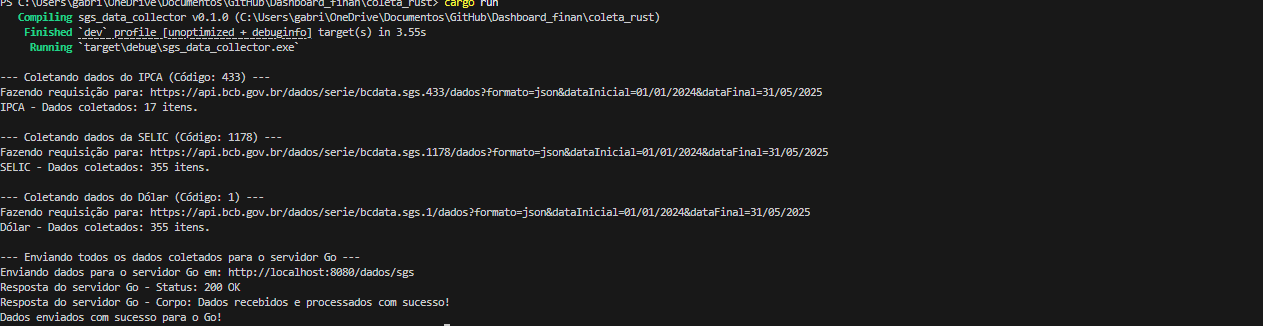 PS C:\Users\gabri\OneDrive\Documentos\GitHub\Dashboard_finan\coleta_rust> cargo run
Compiling sgs_data_collector v0.1.0 (C:\Users\gabri\OneDrive\Documentos\GitHub\Dashboard_finan\coleta_rust)
Finished `dev` profile [unoptimized + debuginfo] target(s) in 3.55s
Running `target\debug\sgs_data_collector.exe`
--- Coletando dados do IPCA (Código: 433) ---
Fazendo requisição para: https://api.bcb.gov.br/dados/serie/bcdata.sgs.433/dados?formato=json&dataInicial=01/01/2024&dataFinal=31/05/2025
IPCA - Dados coletados: 17 itens.
--- Coletando dados da SELIC (Código: 1178) ---
Fazendo requisição para: https://api.bcb.gov.br/dados/serie/bcdata.sgs.1178/dados?formato=json&dataInicial=01/01/2024&dataFinal=31/05/2025
SELIC - Dados coletados: 355 itens.
--- Coletando dados do Dólar (Código: 1) ---
Fazendo requisição para: https://api.bcb.gov.br/dados/serie/bcdata.sgs.1/dados?formato=json&dataInicial=01/01/2024&dataFinal=31/05/2025
Dólar - Dados coletados: 355 itens.
--- Enviando todos os dados coletados para o servidor Go ---
Enviando dados para o servidor Go em: http://localhost:8080/dados/sgs
Resposta do servidor Go - Status: 200 OK
Resposta do servidor Go - Corpo: Dados recebidos e processados com sucesso!
Dados enviados com sucesso para o Go!